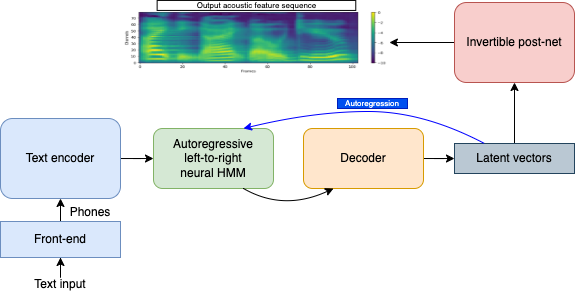 Output acoustic feature sequence
Invertible post-net
Autoregression
Text encoder
Autoregressive
left-to-right
neural HMM
Decoder
Latent vectors
Phones
Front-end
Text input